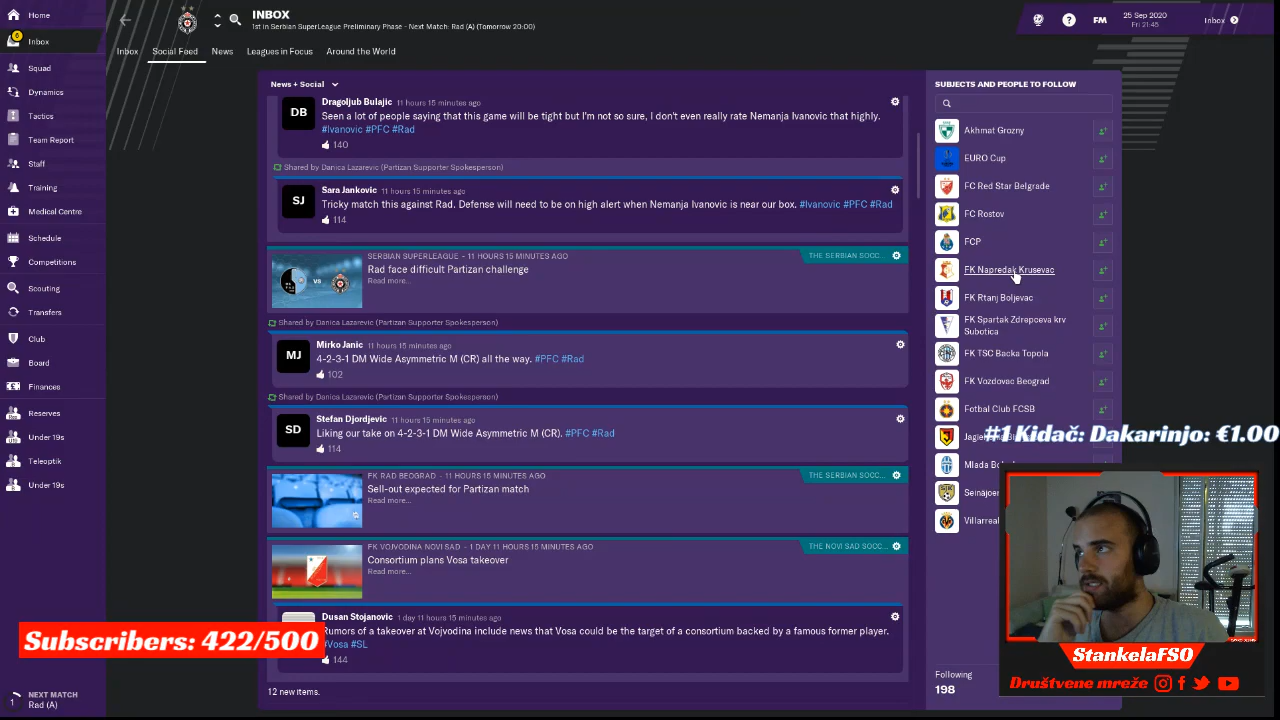 INBOX
1st in Serbian SuperLeague Preliminary Phase - Next Match: Rad (A) (Tomorrow 20:00)
25 Sep 2020
Fri 21:45
FM
Inbox
Home
6
Inbox
Squad
Dynamics
Tactics
Team Report
Staff
Training
Medical Centre
Schedule
Competitions
Scouting
Transfers
Club
Board
Finances
Reserves
Under 19s
Teleoptik
Under 19s
1
NEXT MATCH
Rad (A)
Inbox
Social Feed
News
Leagues in Focus
Around the World
News + Social
DB
Dragoljub Bulajic 11 hours 15 minutes ago
Seen a lot of people saying that this game will be tight but I'm not so sure, I don't even really rate Nemanja Ivanovic that highly.
#Ivanovic #PFC #Rad
140
Shared by Danica Lazarevic (Partizan Supporter Spokesperson)
SJ
Sara Jankovic 11 hours 15 minutes ago
Tricky match this against Rad. Defense will need to be on high alert when Nemanja Ivanovic is near our box. #Ivanovic #PFC #Rad
114
SERBIAN SUPERLEAGUE - 11 HOURS 15 MINUTES AGO
THE SERBIAN SOCC...
Rad face difficult Partizan challenge
Read more...
vs
Shared by Danica Lazarevic (Partizan Supporter Spokesperson)
MJ
Mirko Janic 11 hours 15 minutes ago
4-2-3-1 DM Wide Asymmetric M (CR) all the way. #PFC #Rad
102
Shared by Danica Lazarevic (Partizan Supporter Spokesperson)
SD
Stefan Djordjevic 11 hours 15 minutes ago
Liking our take on 4-2-3-1 DM Wide Asymmetric M (CR). #PFC #Rad
114
FK RAD BEOGRAD - 11 HOURS 15 MINUTES AGO
THE SERBIAN SOCC...
Sell-out expected for Partizan match
Read more...
FK VOJVODINA NOVI SAD - 1 DAY 11 HOURS 15 MINUTES AGO
THE NOVI SAD SOCC...
Consortium plans Vosa takeover
Read more...
Dusan Stojanovic 1 day 11 hours 15 minutes ago
Rumors of a takeover at Vojvodina include news that Vosa could be the target of a consortium backed by a famous former player.
#Vosa #SL
144
12 new items.
SUBJECTS AND PEOPLE TO FOLLOW
Akhmat Grozny
EURO Cup
FC Red Star Belgrade
FC Rostov
FCP
FK Napredak Krusevac
FK Rtanj Boljevac
FK Spartak Zdrepceva krv
Subotica
FK TSC Backa Topola
FK Vozdovac Beograd
Fotbal Club FCSB
Mlada
Villarreal
Following
198
#1 Kidač: Dakarinjo: €1.00
Subscribers: 422/500
StankelaFSO
Društvene mreže